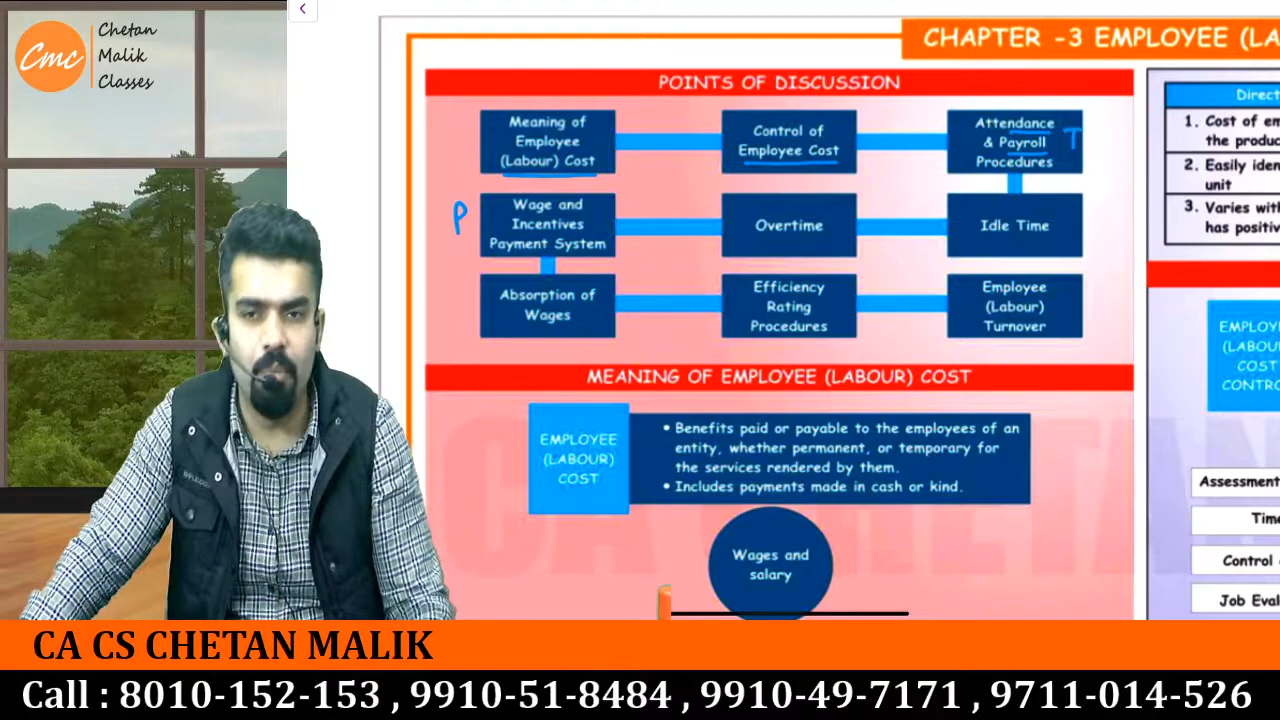 cmc
Chetan
Malik
Classes
CHAPTER -3 EMPLOYEE (LA
POINTS OF DISCUSSION
Meaning of
Employee
(Labour) Cost
Control of
Employee Cost
Attendance
& Payroll
Procedures
T
P
Wage and
Incentives
Payment System
Overtime
Idle Time
Absorption of
Wages
Efficiency
Rating
Procedures
Employee
(Labour)
Turnover
MEANING OF EMPLOYEE (LABOUR) COST
EMPLOYEE
(LABOUR)
COST
• Benefits paid or payable to the employees of an
entity, whether permanent, or temporary for
the services rendered by them.
• Includes payments made in cash or kind.
Wages and
salary
Direct
1. Cost of em
the produc
2. Easily iden
unit
3. Varies with
has positiv
EMPLOYE
(LABOU
COST
CONTRO
Assessment
Time
Control
Job Eval
CA CHETAN
CA CS CHETAN MALIK
Call : 8010-152-153 , 9910-51-8484 , 9910-49-7171 , 9711-014-526